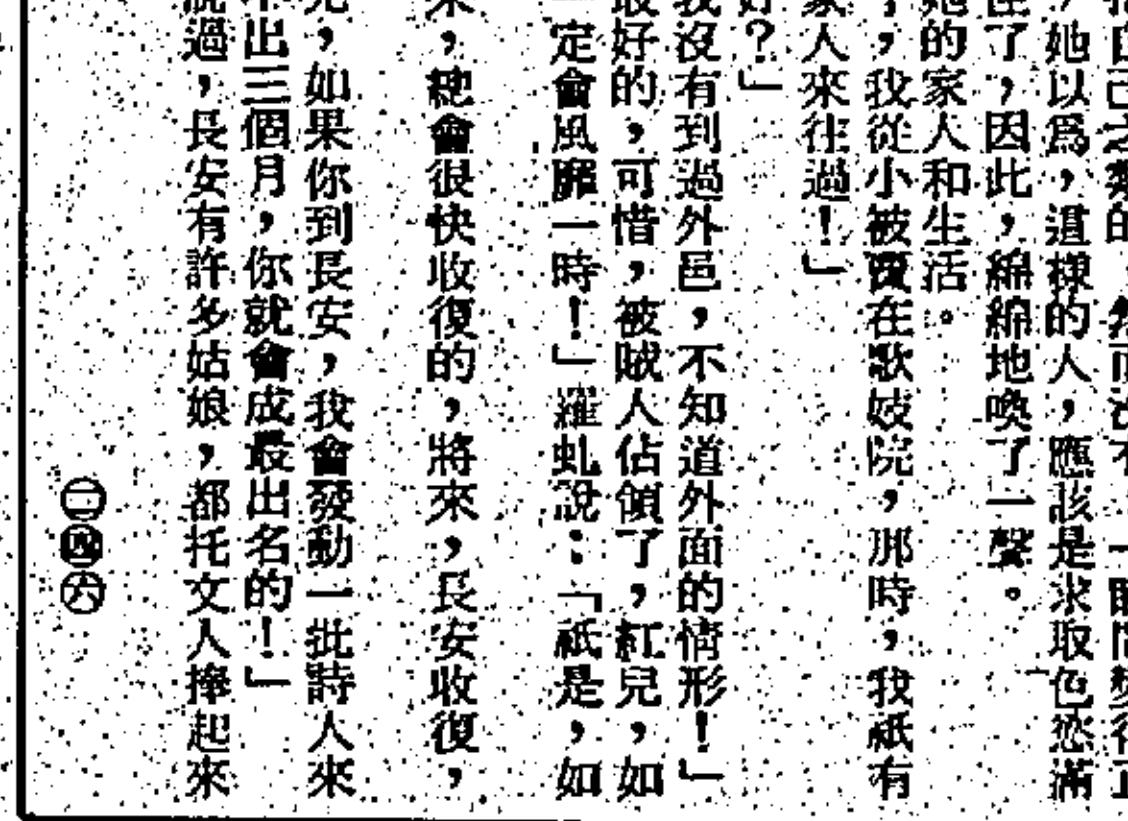 ，她以爲，這樣的人，應該是求取色慾滿
住了，因此，綿綿地喚了一聲。
的家人和生活。
，我從小被賣在歌妓院，那時，我祇有
家人來往過！」
好？」
我沒有到過外邑，不知道外面的情形！」
最好的，可惜，被賊人佔領了，紅兒，如
一定會風靡一時！」羅虬說：「祇是，如
來，總會很快收復的，將來，長安收復，
兒，如果你到長安，我會發動一批詩人來
不出三個月，你就會成最出名的！」
說過，長安有許多姑娘，都托文人捧起來
二四六